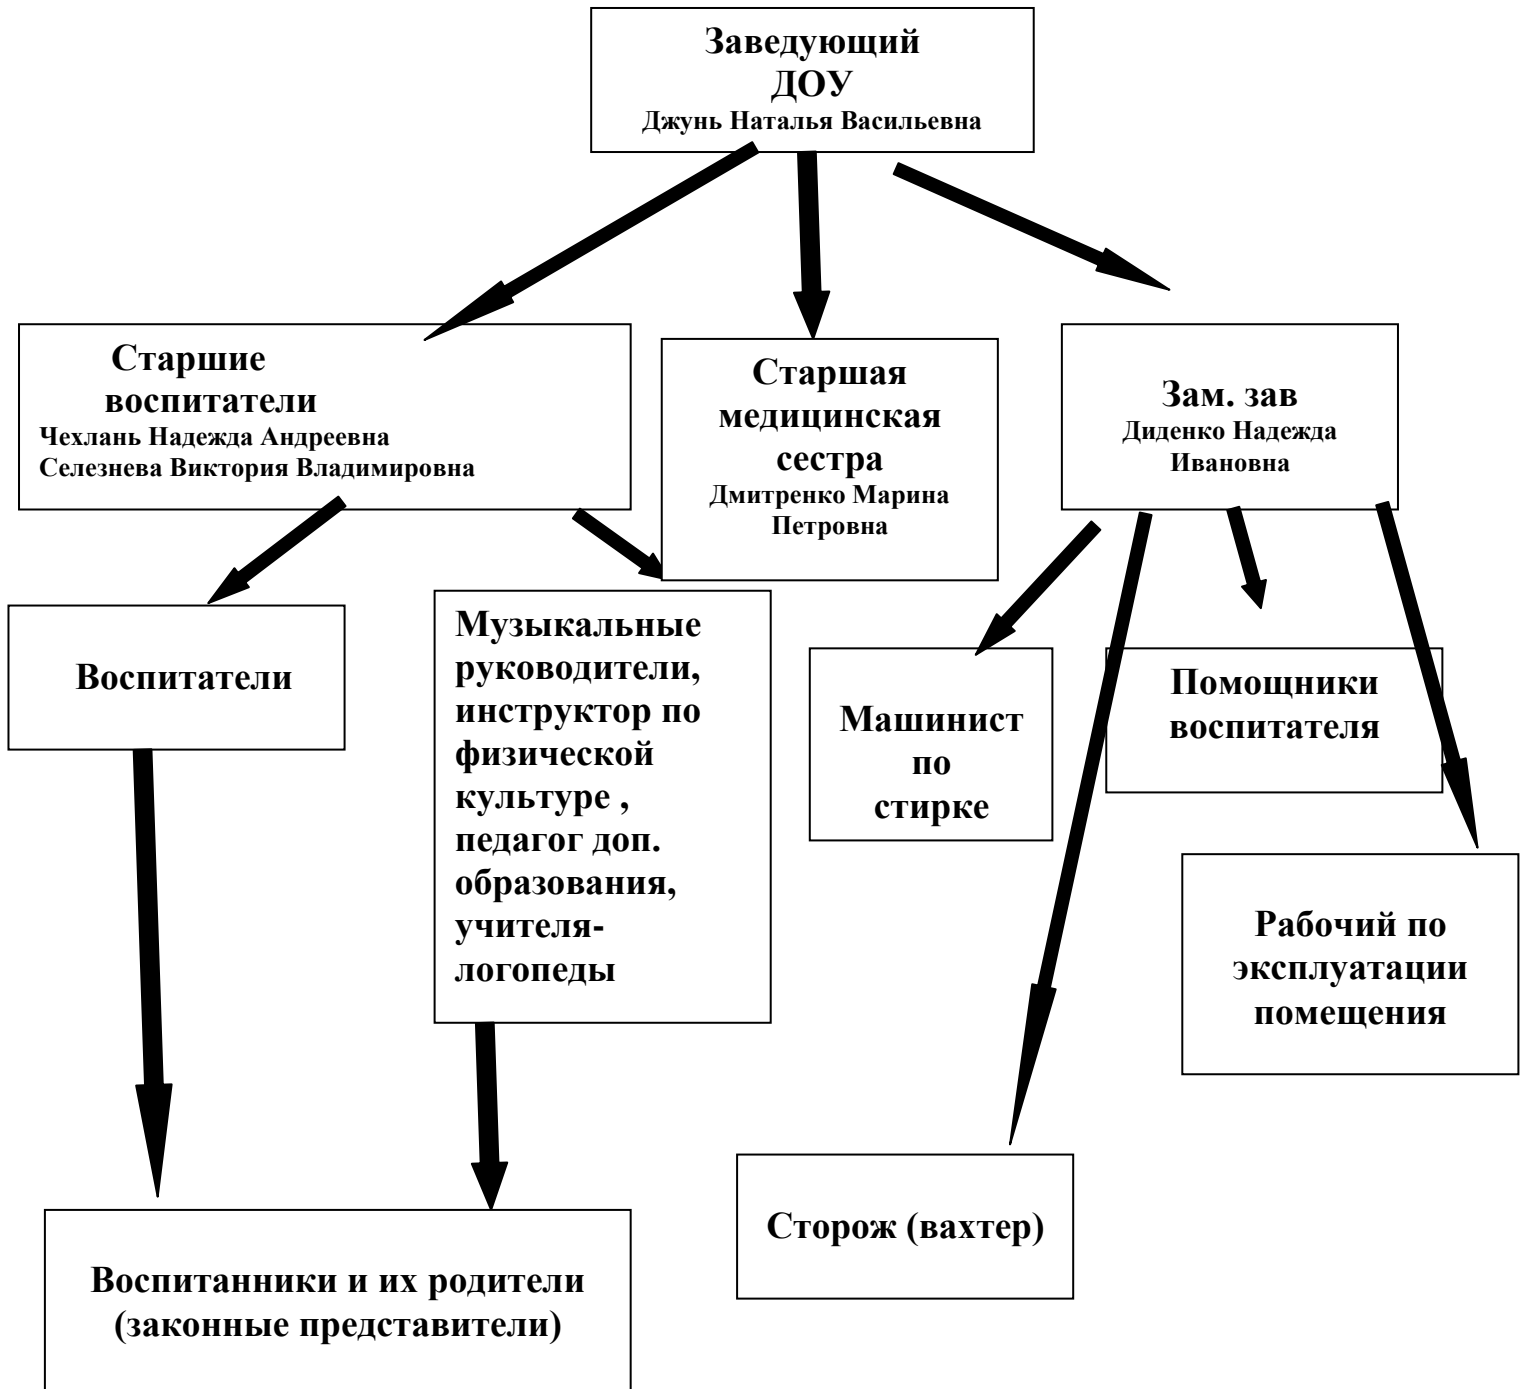 Заведующий
ДОУ
Джунь Наталья Васильевна
Старшие
воспитатели
Чехлань Надежда Андреевна
Селезнева Виктория Владимировна
Старшая
медицинская
сестра
Дмитренко Марина
Петровна
Зам. зав
Диденко Надежда
Ивановна
Воспитатели
Музыкальные
руководители,
инструктор по
физической
культуре ,
педагог доп.
образования,
учителя-
логопеды
Машинист
по
стирке
Помощники
воспитателя
Рабочий по
эксплуатации
помещения
Сторож (вахтер)
Воспитанники и их родители
(законные представители)